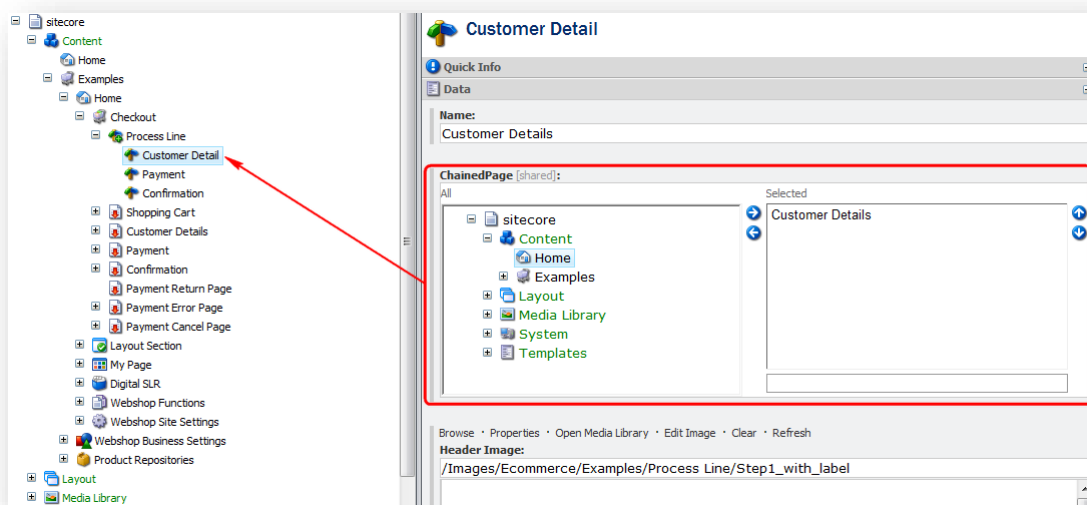 sitecore
Content
Home
Examples
Home
Checkout
Process Line
Customer Detail
Payment
Confirmation
Shopping Cart
Customer Details
Payment
Confirmation
Payment Return Page
Payment Error Page
Payment Cancel Page
Layout Section
My Page
Digital SLR
Webshop Functions
Webshop Site Settings
Webshop Business Settings
Product Repositories
Layout
Media Library
Customer Detail
Quick Info
Data
Name:
Customer Details
ChainedPage [shared]:
All
Selected
sitecore
Content
Home
Examples
Layout
Media Library
System
Templates
Customer Details
Browse · Properties · Open Media Library · Edit Image · Clear · Refresh
Header Image:
/Images/Ecommerce/Examples/Process Line/Step1_with_label